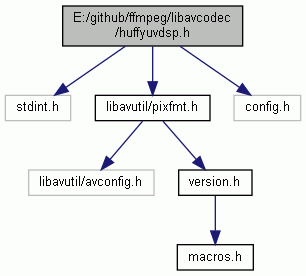 E:/github/ffmpeg/libavcodec
/huffyuvdsp.h
stdint.h
libavutil/pixfmt.h
config.h
libavutil/avconfig.h
version.h
macros.h